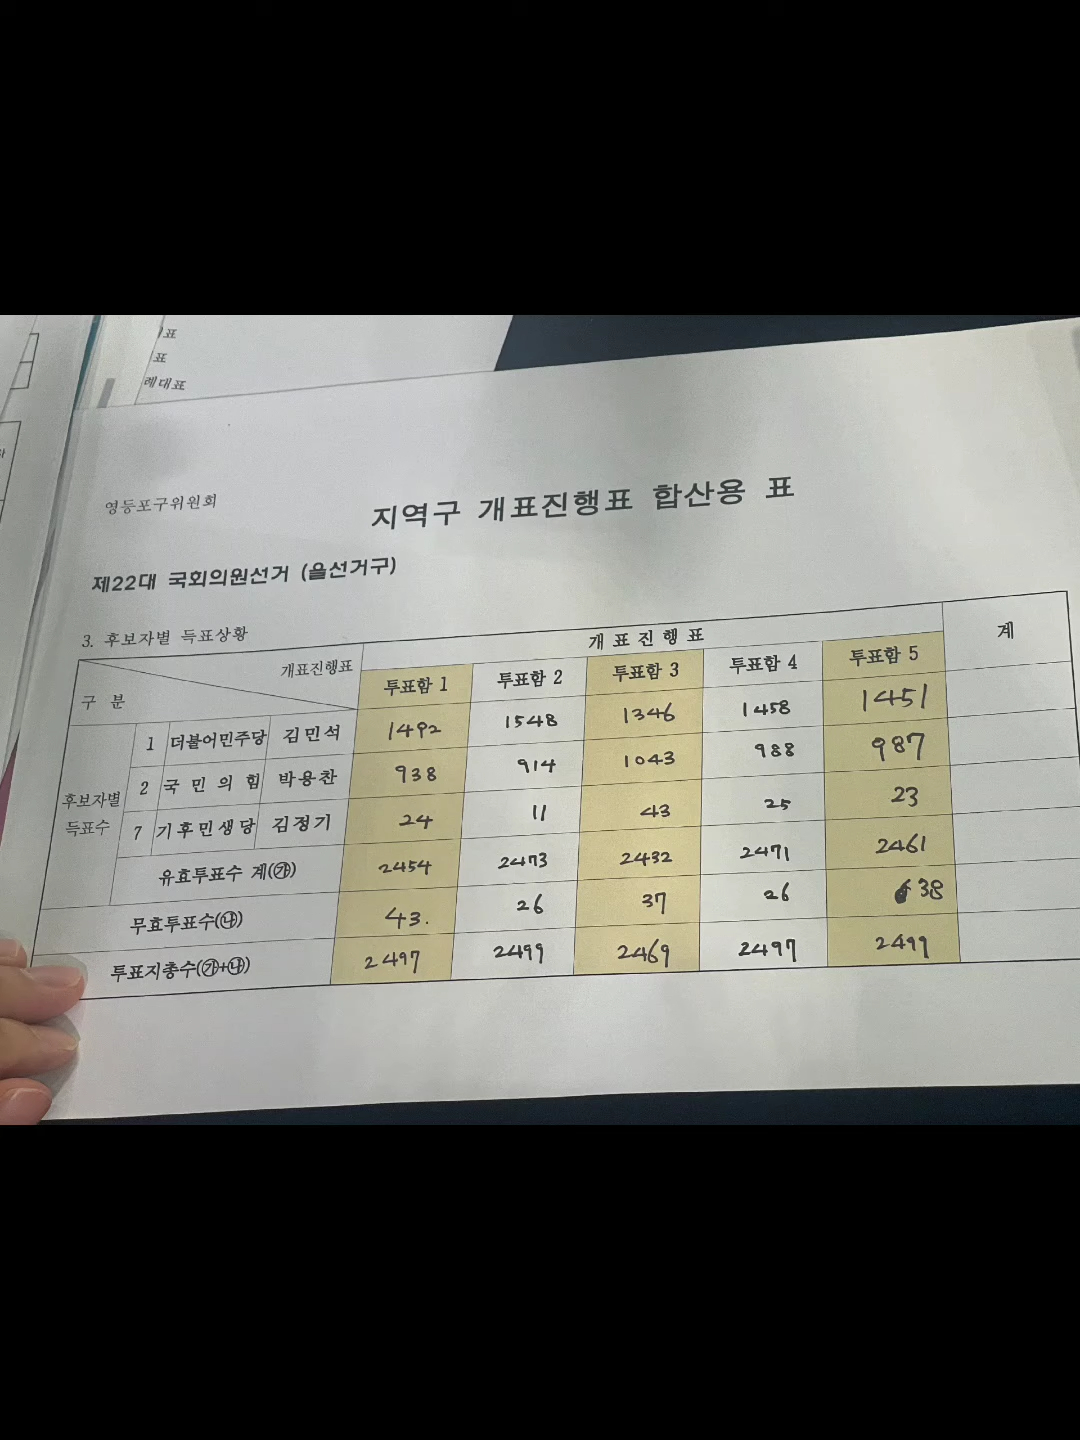 표
표
례대표
영등포구위원회
지역구 개표진행표 합산용 표
제22대 국회의원선거 (을선거구)
3. 후보자별 득표상황
개표진행표
구 분
개표진행표
계
투표함 1 투표함 2 투표함 3 투표함 4 투표함 5
후보자별
득표수
1 더불어민주당 김민석 1492 1548 1346 1458 1451
2 국민의힘 박용찬 938 914 1043 988 987
7 기후민생당 김정기 24 11 43 25 23
유효투표수 계(㉮) 2454 2473 2432 2471 2461
무효투표수(㉯) 43. 26 37 26 38
투표지총수(㉮+㉯) 2497 2499 2469 2497 2499